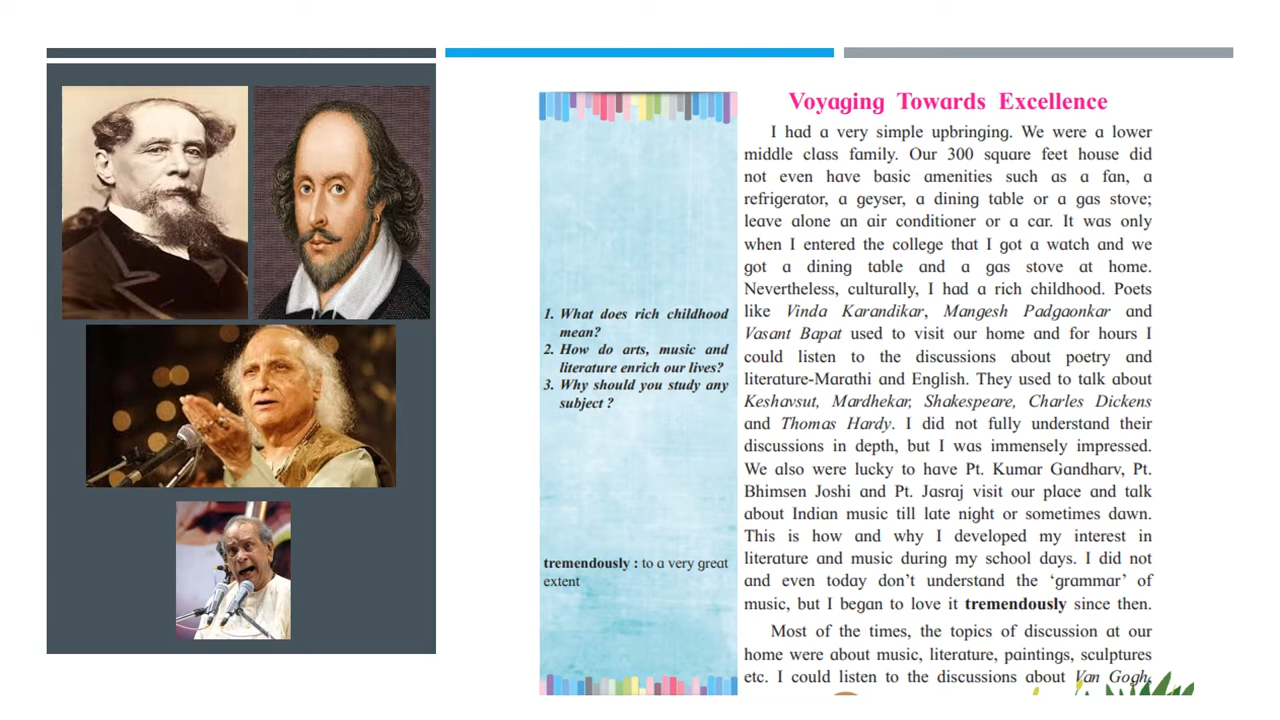 Voyaging Towards Excellence
I had a very simple upbringing. We were a lower
middle class family. Our 300 square feet house did
not even have basic amenities such as a fan, a
refrigerator, a geyser, a dining table or a gas stove;
leave alone an air conditioner or a car. It was only
when I entered the college that I got a watch and we
got a dining table and a gas stove at home.
Nevertheless, culturally, I had a rich childhood. Poets
like Vinda Karandikar, Mangesh Padgaonkar and
Vasant Bapat used to visit our home and for hours I
could listen to the discussions about poetry and
literature-Marathi and English. They used to talk about
Keshavsut, Mardhekar, Shakespeare, Charles Dickens
and Thomas Hardy. I did not fully understand their
discussions in depth, but I was immensely impressed.
We also were lucky to have Pt. Kumar Gandharv, Pt.
Bhimsen Joshi and Pt. Jasraj visit our place and talk
about Indian music till late night or sometimes dawn.
This is how and why I developed my interest in
literature and music during my school days. I did not
and even today don't understand the 'grammar' of
music, but I began to love it tremendously since then.
Most of the times, the topics of discussion at our
home were about music, literature, paintings, sculptures
etc. I could listen to the discussions about Van Gogh,
1. What does rich childhood
mean?
2. How do arts, music and
literature enrich our lives?
3. Why should you study any
subject ?
tremendously : to a very great
extent